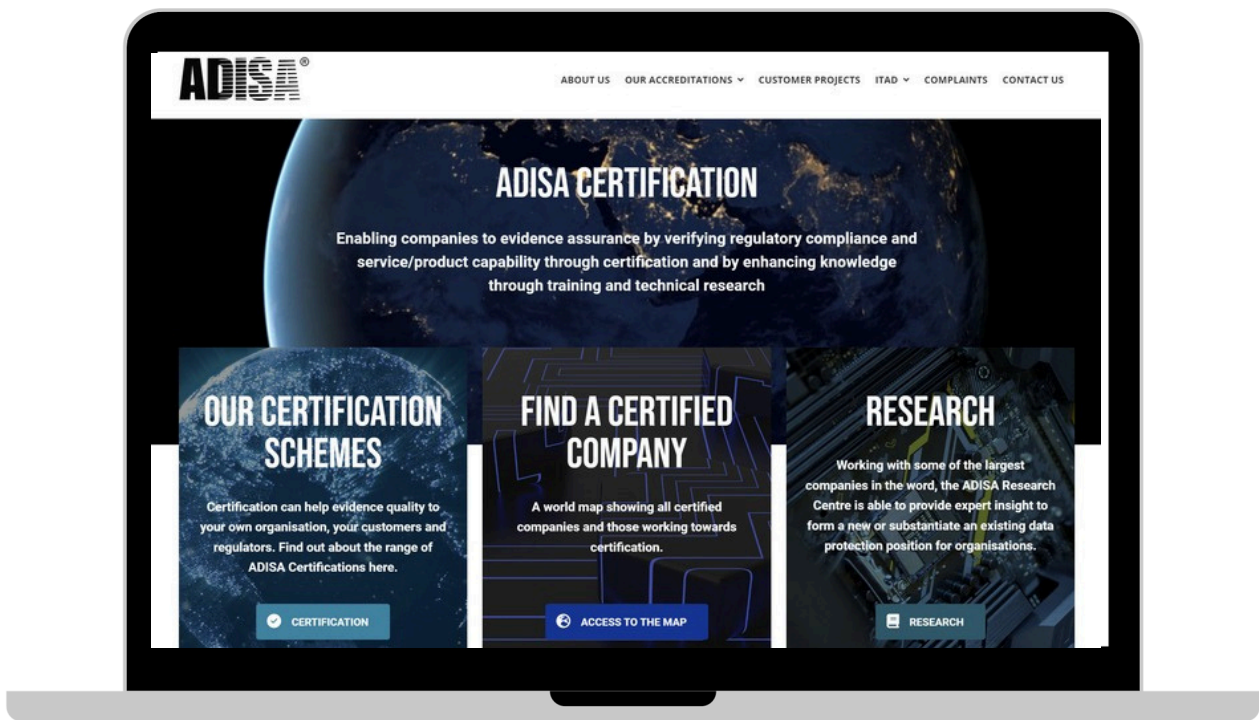 ADISA®
ABOUT US OUR ACCREDITATIONS CUSTOMER PROJECTS ITAD COMPLAINTS CONTACT US
ADISA CERTIFICATION
Enabling companies to evidence assurance by verifying regulatory compliance and
service/product capability through certification and by enhancing knowledge
through training and technical research
OUR CERTIFICATION
SCHEMES
Certification can help evidence quality to
your own organisation, your customers and
regulators. Find out about the range of
ADISA Certifications here.
CERTIFICATION
FIND A CERTIFIED
COMPANY
A world map showing all certified
companies and those working towards
certification.
ACCESS TO THE MAP
RESEARCH
Working with some of the largest
companies in the word, the ADISA Research
Centre is able to provide expert insight to
form a new or substantiate an existing data
protection position for organisations.
RESEARCH